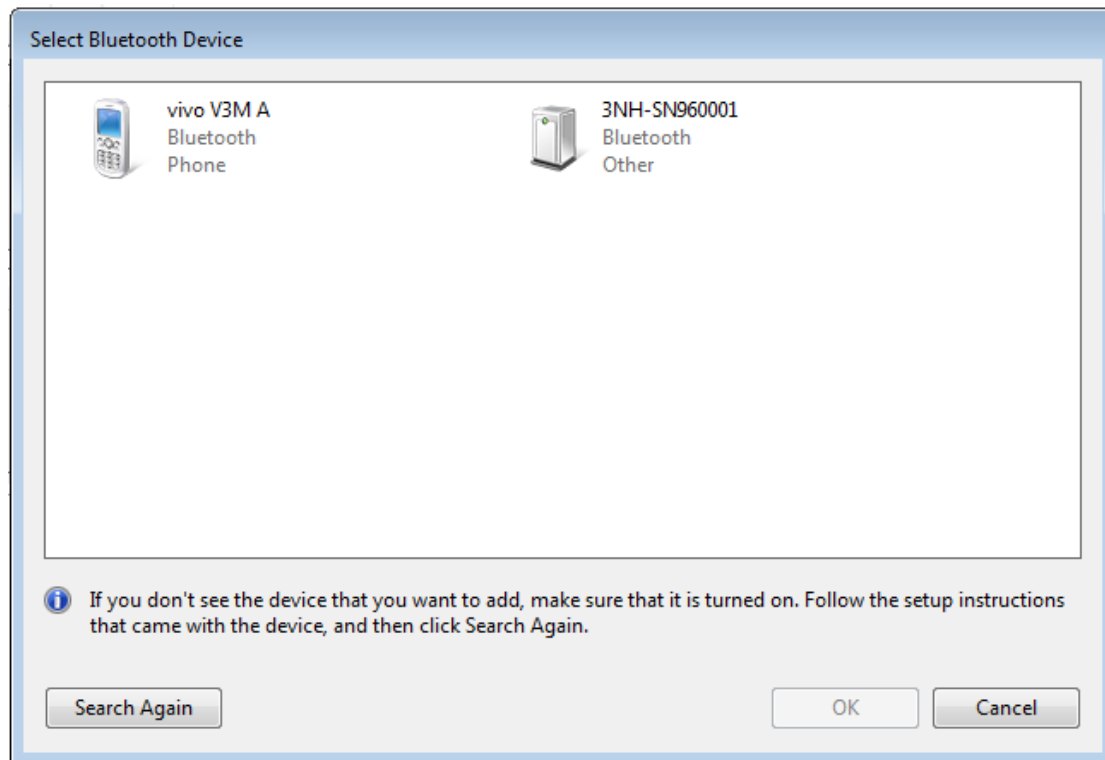 Select Bluetooth Device
vivo V3M A
Bluetooth
Phone
3NH-SN960001
Bluetooth
Other
If you don't see the device that you want to add, make sure that it is turned on. Follow the setup instructions
that came with the device, and then click Search Again.
Search Again
OK
Cancel